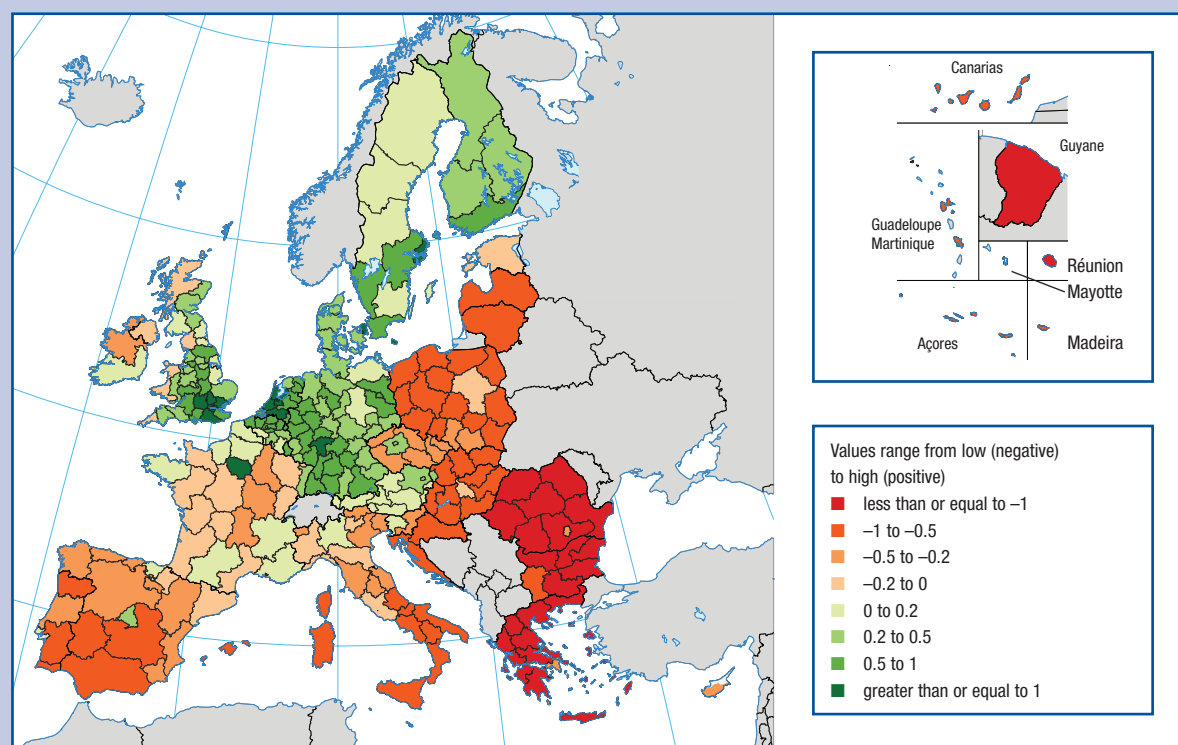 Canarias
Guyane
Guadeloupe
Martinique
Réunion
Mayotte
Açores
Madeira
Values range from low (negative)
to high (positive)
less than or equal to –1
–1 to –0.5
–0.5 to –0.2
–0.2 to 0
0 to 0.2
0.2 to 0.5
0.5 to 1
greater than or equal to 1